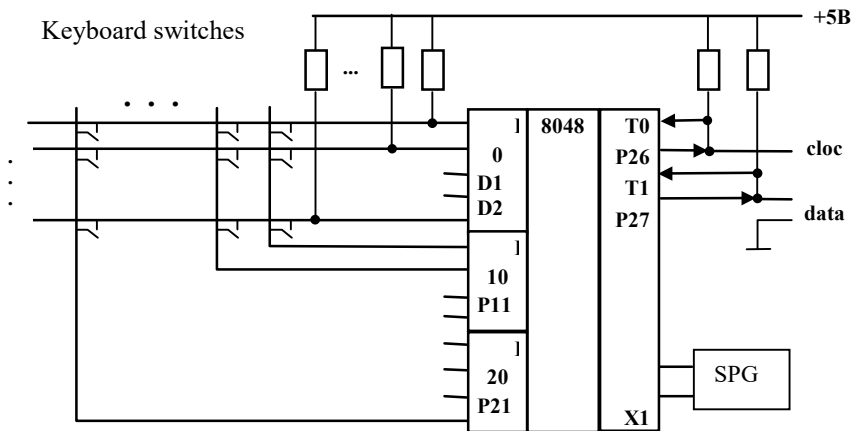 +5B
Keyboard switches
...
. . .
] 8048 T0
0 P26 cloc
D1 T1
D2 P27 data
]
10
P11
]
20 SPG
P21 X1